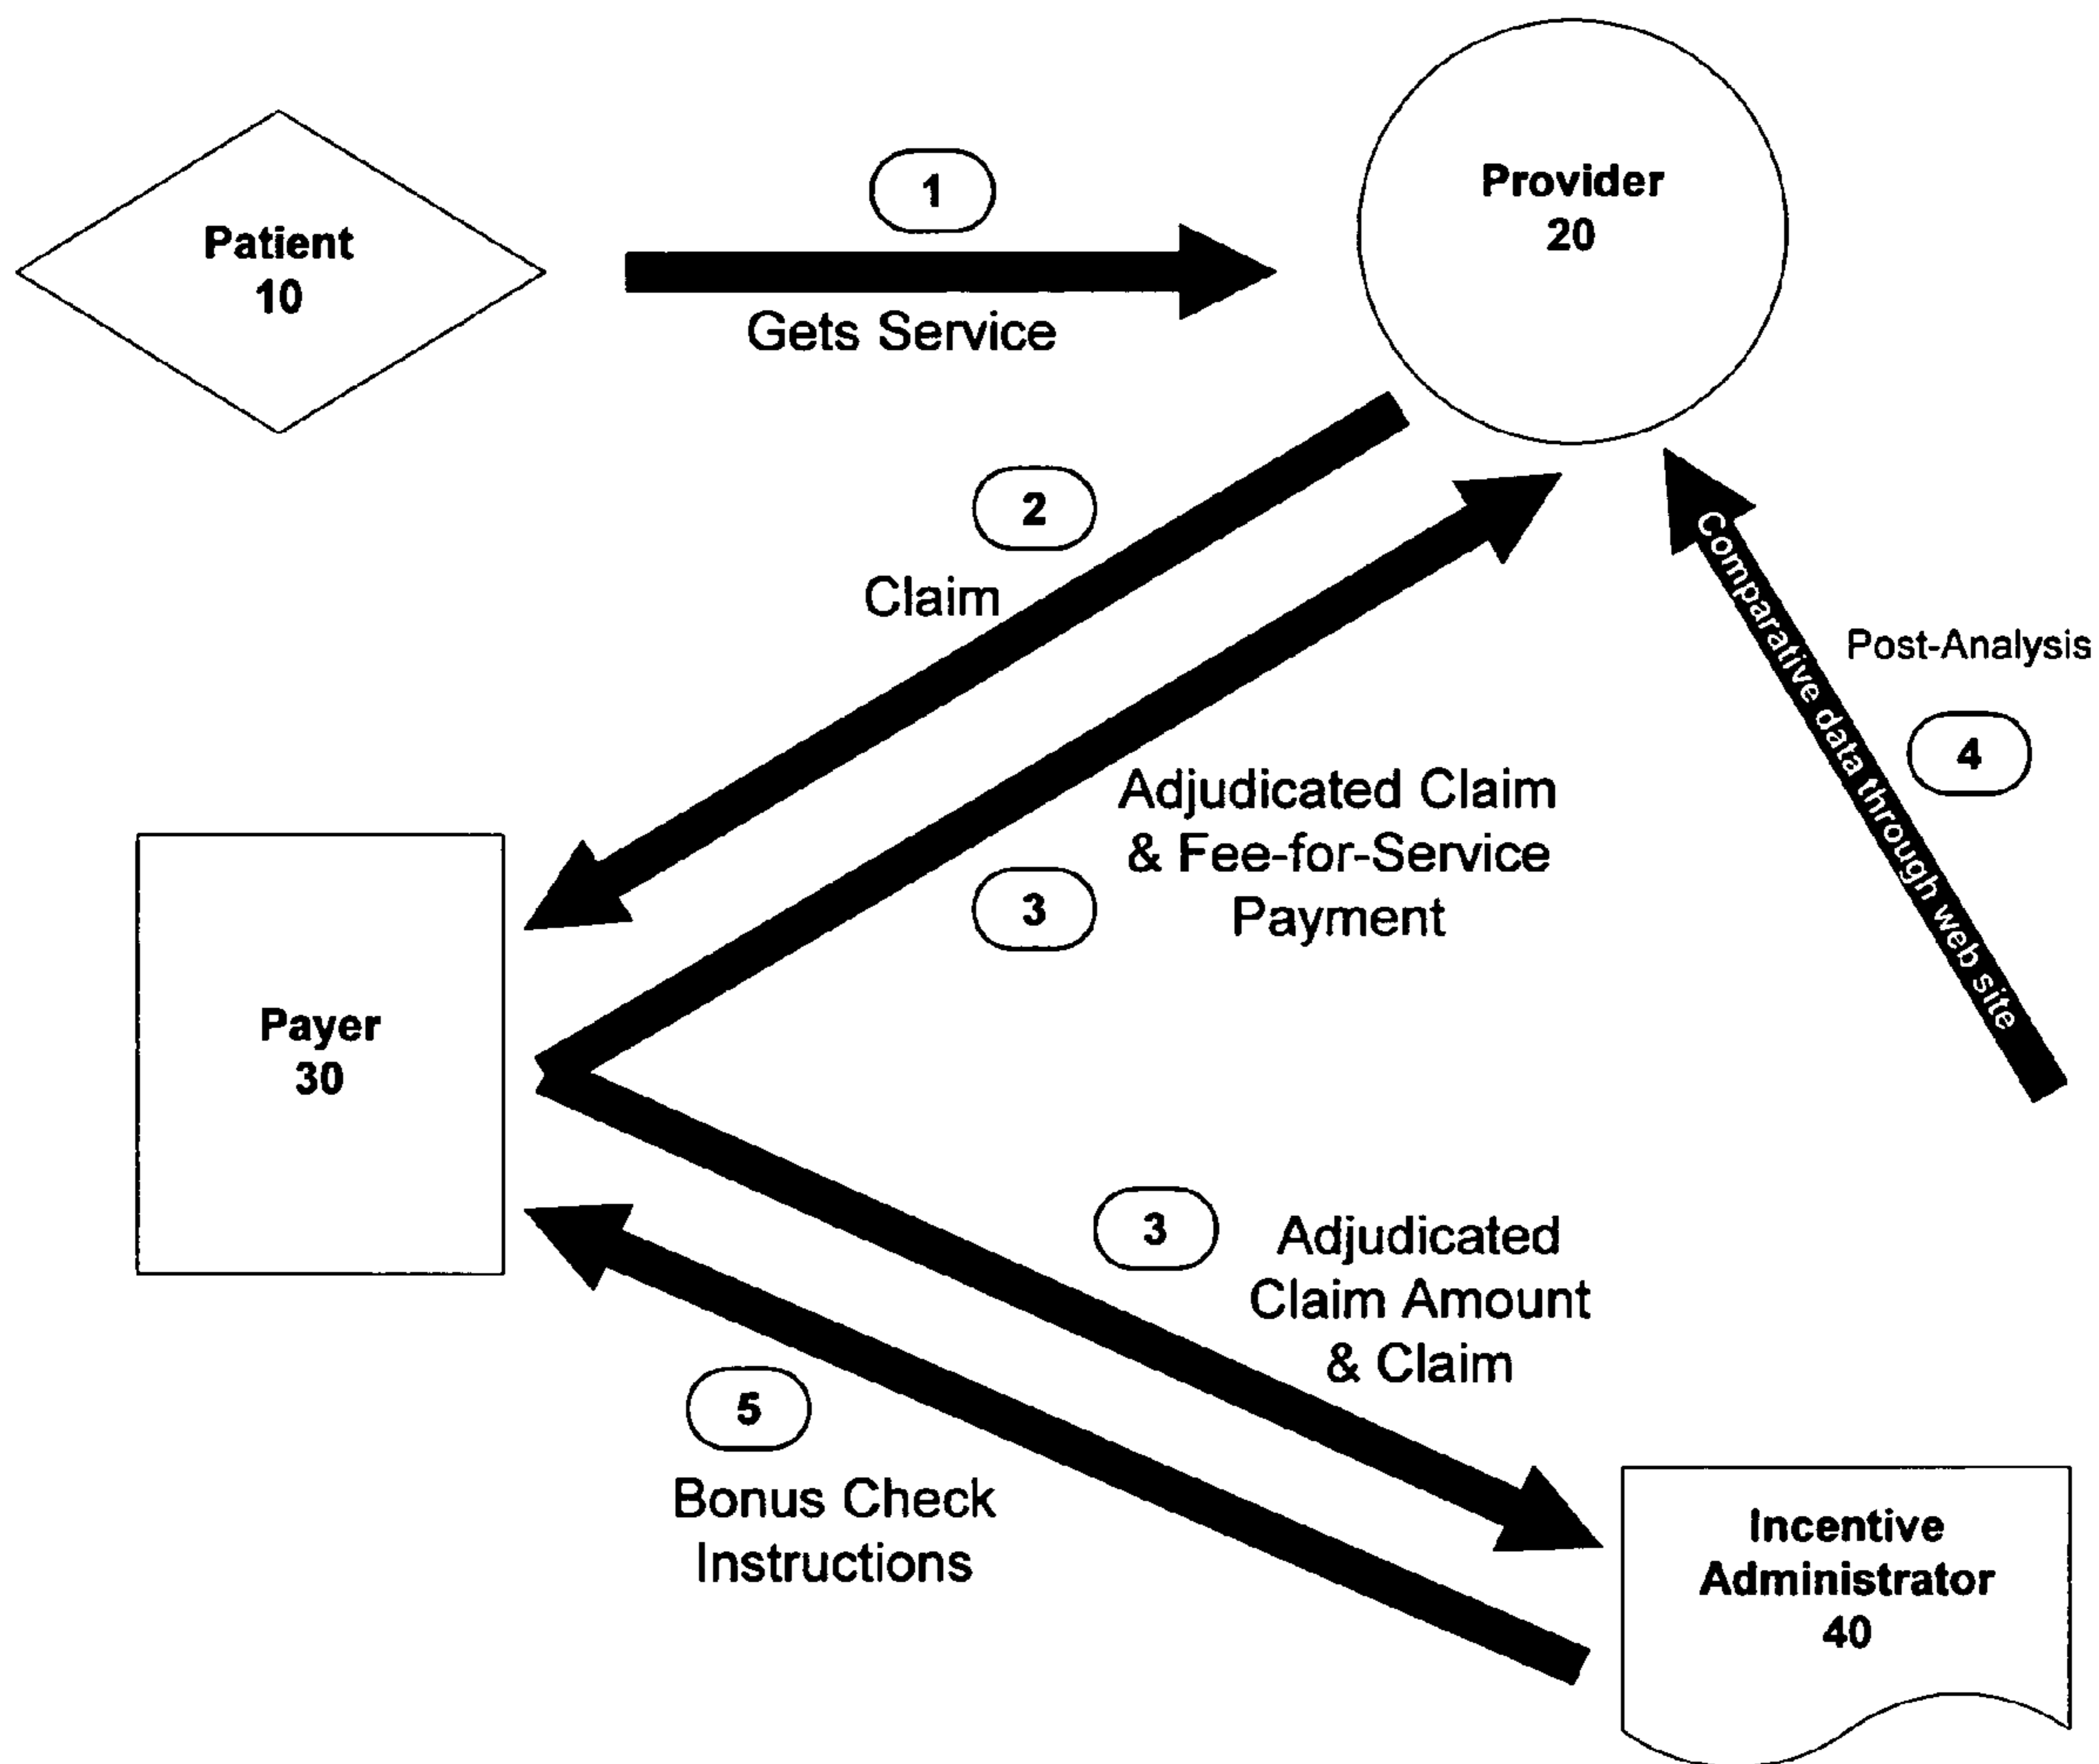 Patient
10
1
Gets Service
Provider
20
2
Claim
Adjudicated Claim
& Fee-for-Service
Payment
3
Comparative data through web site
Post-Analysis
4
Payer
30
3
Adjudicated
Claim Amount
& Claim
5
Bonus Check
Instructions
Incentive
Administrator
40